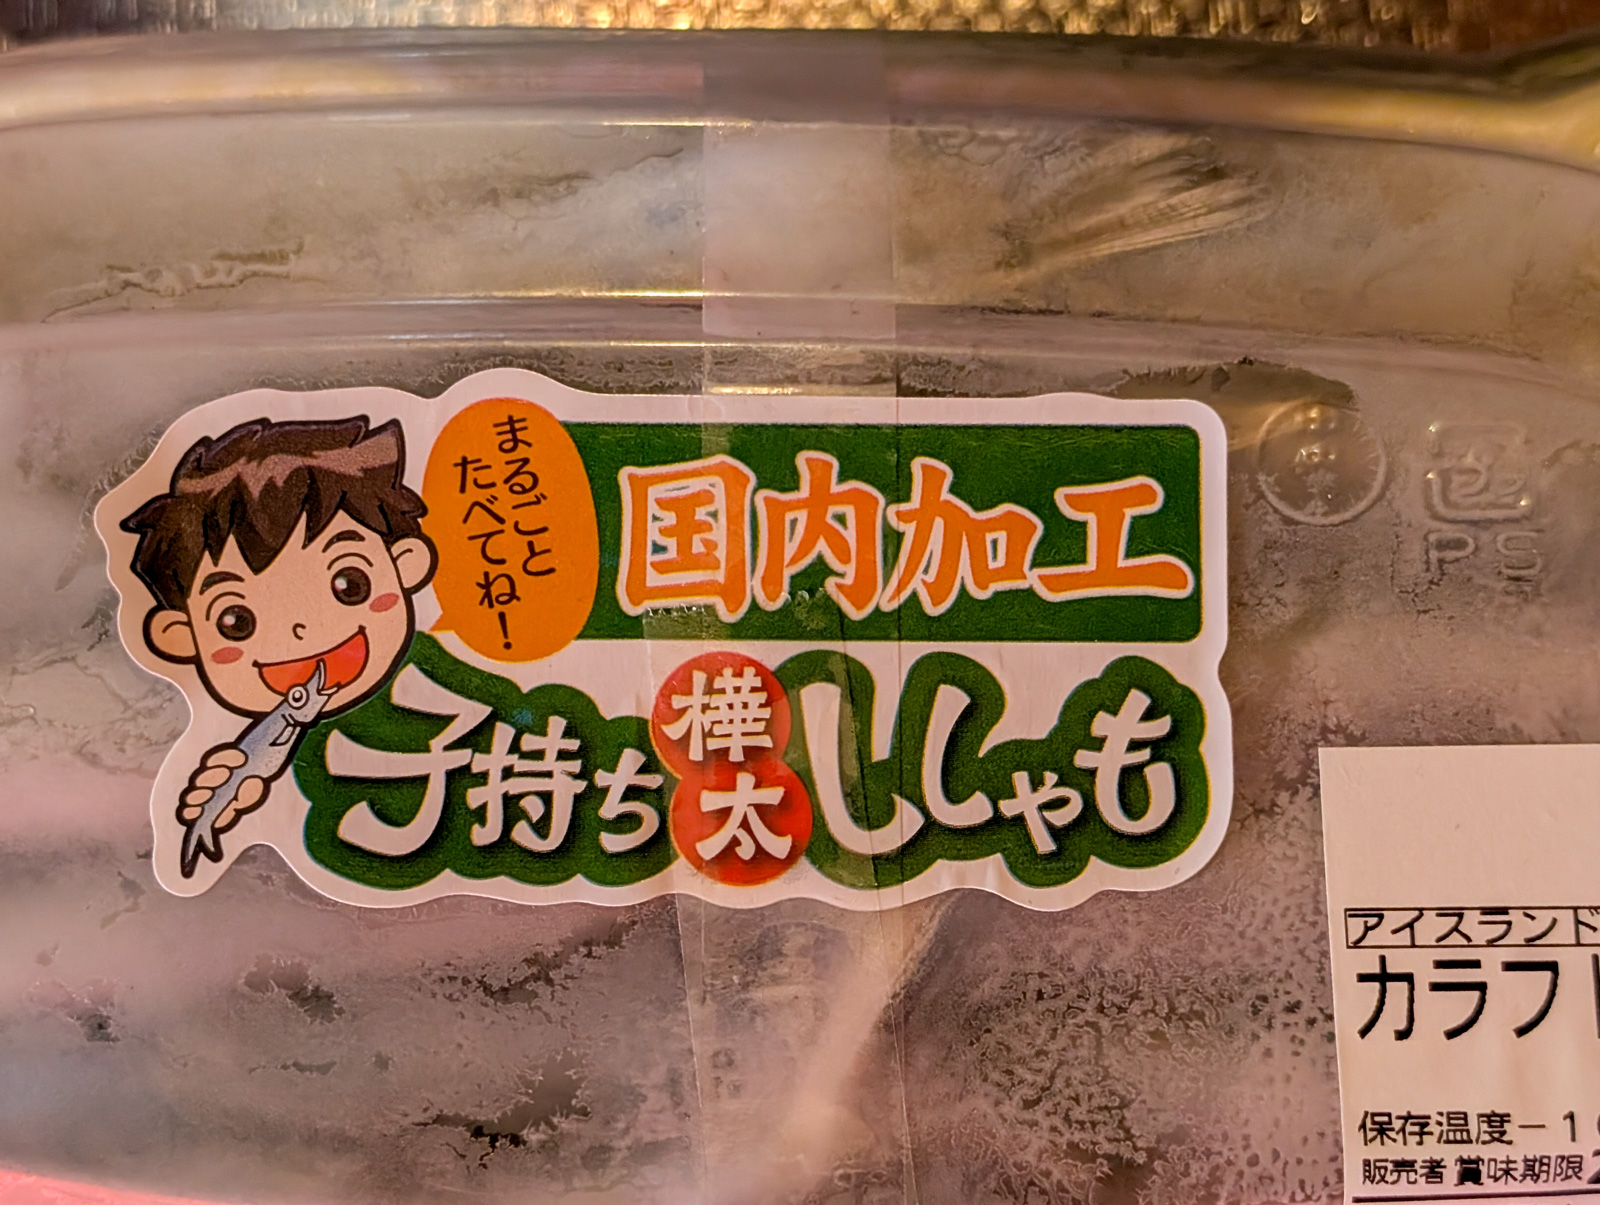 まるごと
たべてね!
国内加工
子持ち樺太ししゃも
PS
アイスランド
カラフト
保存温度-1
販売者 賞味期限2